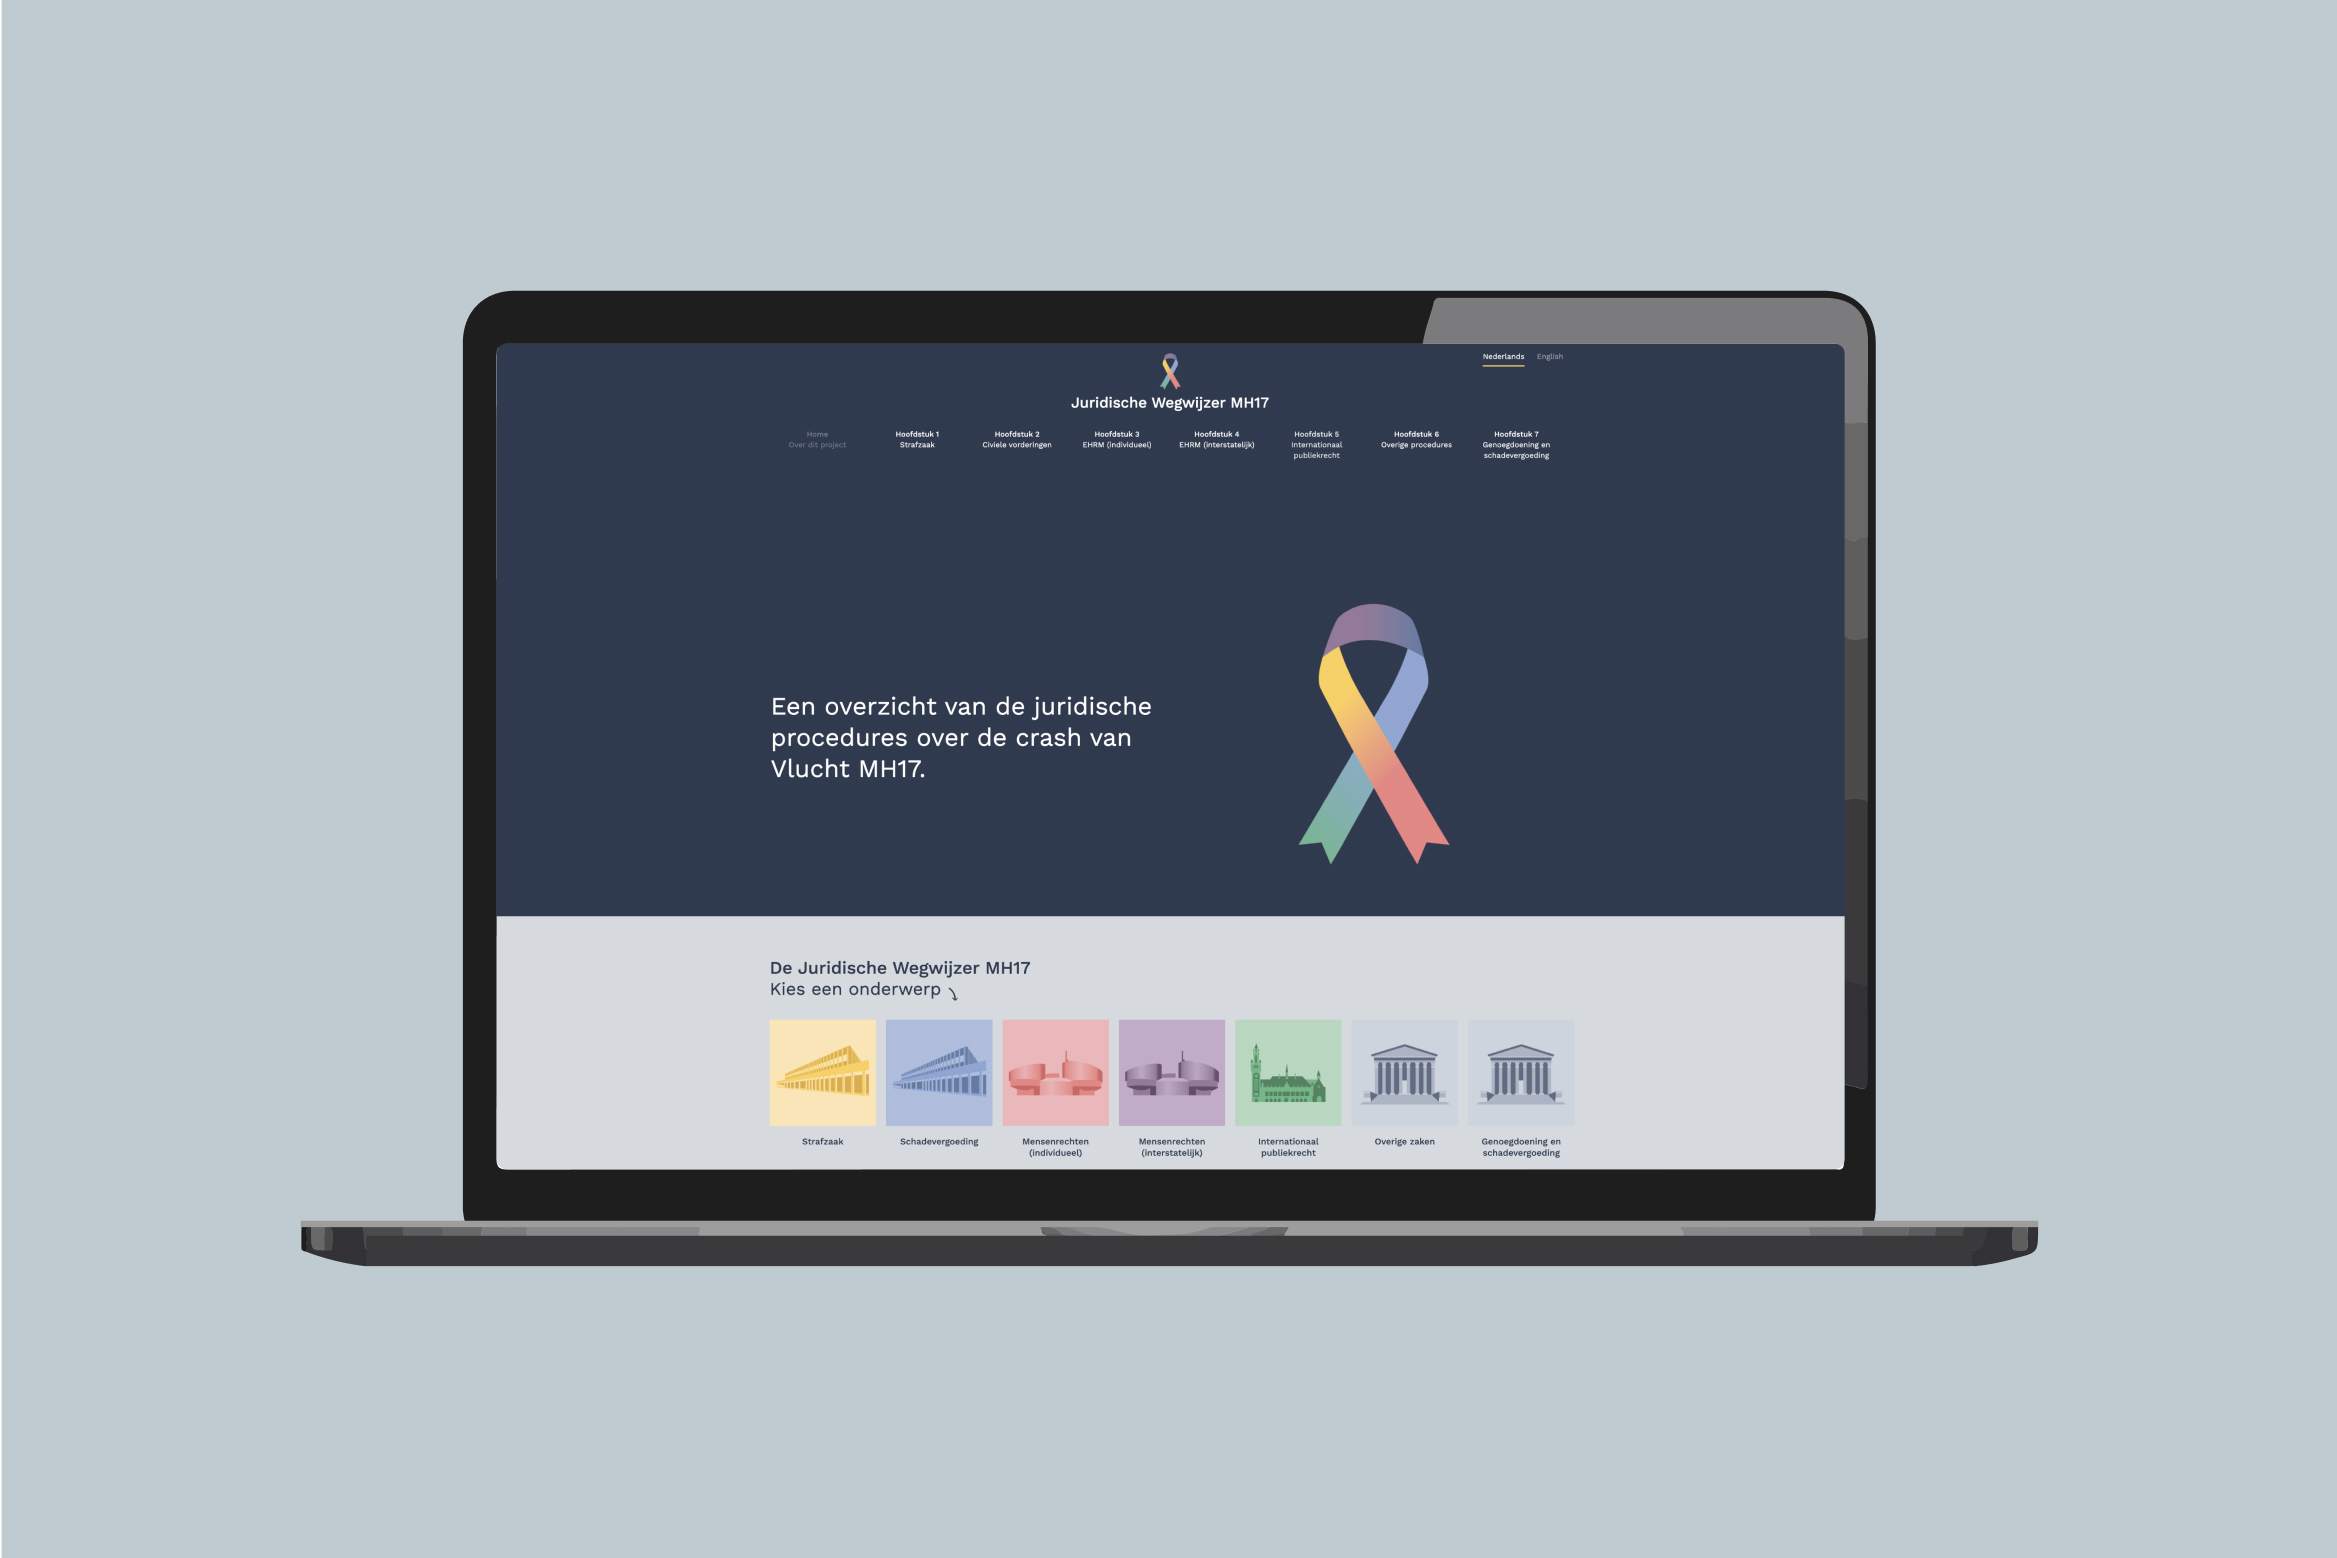 Nederlands English
Juridische Wegwijzer MH17
Home
Over dit project
Hoofdstuk 1
Strafzaak
Hoofdstuk 2
Civiele vorderingen
Hoofdstuk 3
EHRM (individueel)
Hoofdstuk 4
EHRM (interstatelijk)
Hoofdstuk 5
Internationaal
publiekrecht
Hoofdstuk 6
Overige procedures
Hoofdstuk 7
Genoegdoening en
schadevergoeding
Een overzicht van de juridische
procedures over de crash van
Vlucht MH17.
De Juridische Wegwijzer MH17
Kies een onderwerp
Strafzaak
Schadevergoeding
Mensenrechten
(individueel)
Mensenrechten
(interstatelijk)
Internationaal
publiekrecht
Overige zaken
Genoegdoening en
schadevergoeding